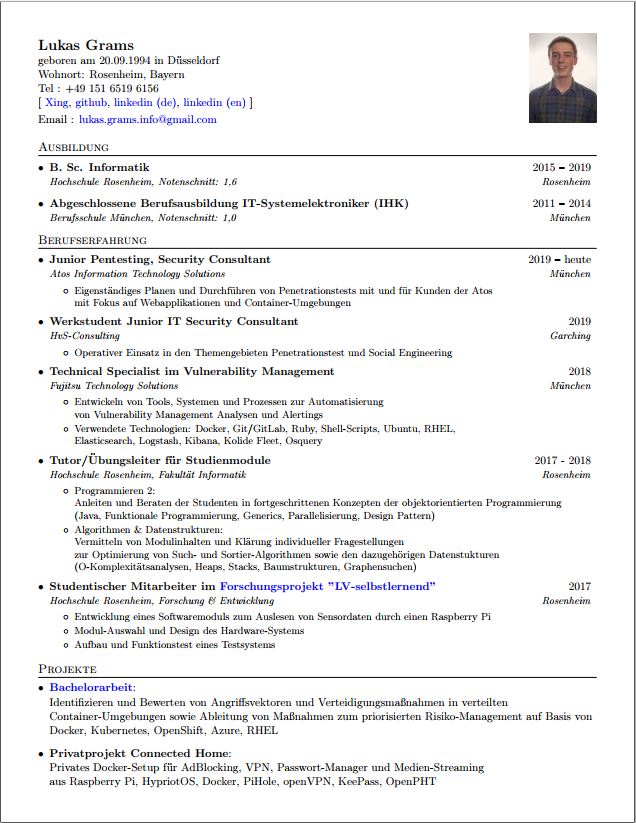 Lukas Grams
geboren am 20.09.1994 in Düsseldorf
Wohnort: Rosenheim, Bayern
Tel : +49 151 6519 6156
[ Xing, github, linkedin (de), linkedin (en) ]
Email : lukas.grams.info@gmail.com
Ausbildung
• B. Sc. Informatik 2015 – 2019
Hochschule Rosenheim, Notenschnitt: 1,6 Rosenheim
• Abgeschlossene Berufsausbildung IT-Systemelektroniker (IHK) 2011 – 2014
Berufsschule München, Notenschnitt: 1,0 München
Berufserfahrung
• Junior Pentesting, Security Consultant 2019 – heute
Atos Information Technology Solutions München
◦ Eigenständiges Planen und Durchführen von Penetrationstests mit und für Kunden der Atos
mit Fokus auf Webapplikationen und Container-Umgebungen
• Werkstudent Junior IT Security Consultant 2019
HvS-Consulting Garching
◦ Operativer Einsatz in den Themengebieten Penetrationstest und Social Engineering
• Technical Specialist im Vulnerability Management 2018
Fujitsu Technology Solutions München
◦ Entwickeln von Tools, Systemen und Prozessen zur Automatisierung
von Vulnerability Management Analysen und Alertings
◦ Verwendete Technologien: Docker, Git/GitLab, Ruby, Shell-Scripts, Ubuntu, RHEL,
Elasticsearch, Logstash, Kibana, Kolide Fleet, Osquery
• Tutor/Übungsleiter für Studienmodule 2017 - 2018
Hochschule Rosenheim, Fakultät Informatik Rosenheim
◦ Programmieren 2:
Anleiten und Beraten der Studenten in fortgeschrittenen Konzepten der objektorientierten Programmierung
(Java, Funktionale Programmierung, Generics, Parallelisierung, Design Pattern)
◦ Algorithmen & Datenstrukturen:
Vermitteln von Modulinhalten und Klärung individueller Fragestellungen
zur Optimierung von Such- und Sortier-Algorithmen sowie den dazugehörigen Datenstukturen
(O-Komplexitätsanalysen, Heaps, Stacks, Baumstrukturen, Graphensuchen)
• Studentischer Mitarbeiter im Forschungsprojekt ”LV-selbstlernend” 2017
Hochschule Rosenheim, Forschung & Entwicklung Rosenheim
◦ Entwicklung eines Softwaremoduls zum Auslesen von Sensordaten durch einen Raspberry Pi
◦ Modul-Auswahl und Design des Hardware-Systems
◦ Aufbau und Funktionstest eines Testsystems
Projekte
• Bachelorarbeit:
Identifizieren und Bewerten von Angriffsvektoren und Verteidigungsmaßnahmen in verteilten
Container-Umgebungen sowie Ableitung von Maßnahmen zum priorisierten Risiko-Management auf Basis von
Docker, Kubernetes, OpenShift, Azure, RHEL
• Privatprojekt Connected Home:
Privates Docker-Setup für AdBlocking, VPN, Passwort-Manager und Medien-Streaming
aus Raspberry Pi, HypriotOS, Docker, PiHole, openVPN, KeePass, OpenPHT